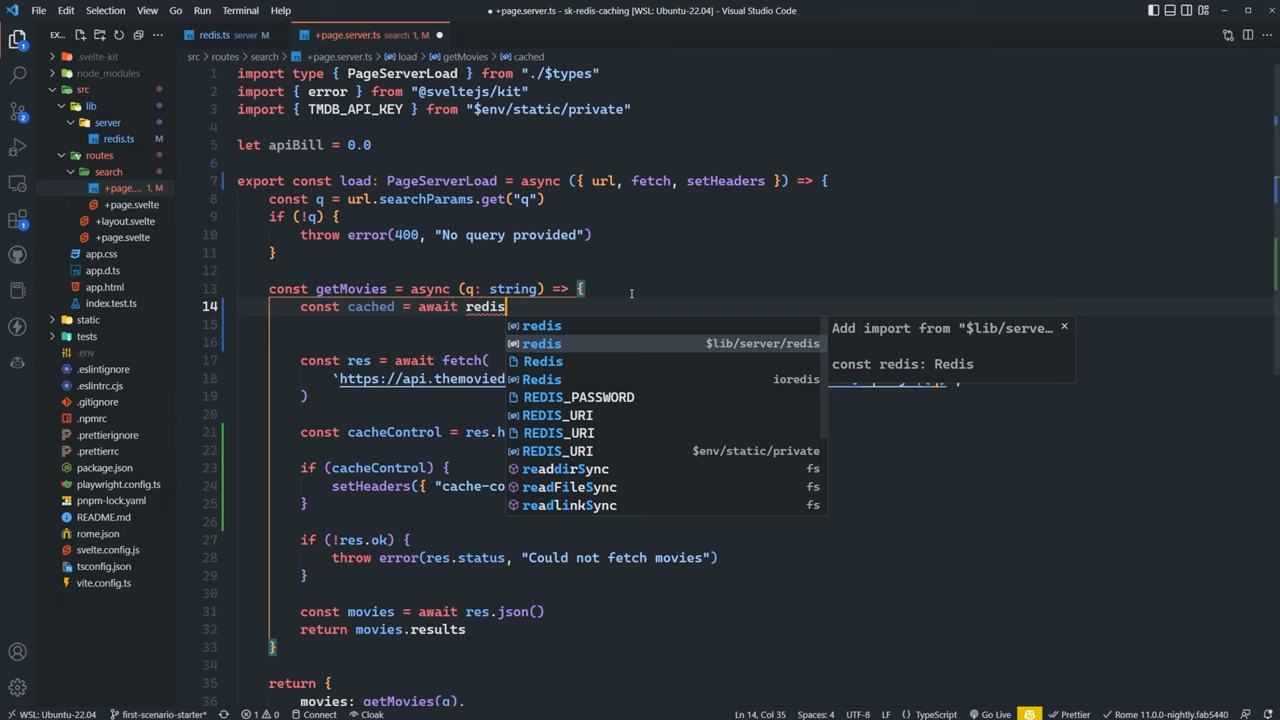 File Edit Selection View Go Run Terminal Help
● +page.server.ts - sk-redis-caching [WSL: Ubuntu-22.04] - Visual Studio Code
EX...
redis.ts server M
+page.server.ts search 1, M
src > routes > search > +page.server.ts > load > getMovies > cached
.svelte-kit
node_modules
src
lib
server
redis.ts M
routes
search
+page.... 1, M
+page.svelte
+layout.svelte
+page.svelte
app.css
app.d.ts
app.html
index.test.ts
static
tests
.env
.eslintignore
.eslintrc.cjs
.gitignore
.npmrc
.prettierignore
.prettierrc
package.json
playwright.config.ts
pnpm-lock.yaml
README.md
rome.json
svelte.config.js
tsconfig.json
vite.config.ts
1 import type { PageServerLoad } from "./$types"
2 import { error } from "@sveltejs/kit"
3 import { TMDB_API_KEY } from "$env/static/private"
4
5 let apiBill = 0.0
6
7 export const load: PageServerLoad = async ({ url, fetch, setHeaders }) => {
8 const q = url.searchParams.get("q")
9 if (!q) {
10 throw error(400, "No query provided")
11 }
12
13 const getMovies = async (q: string) => {
14 const cached = await redis
15
16
17 const res = await fetch(
18 `https://api.themovied
19 )
20
21 const cacheControl = res.h
22
23 if (cacheControl) {
24 setHeaders({ "cache-co
25 }
26
27 if (!res.ok) {
28 throw error(res.status, "Could not fetch movies")
29 }
30
31 const movies = await res.json()
32 return movies.results
33 }
34
35 return {
36 movies: getMovies(q),
redis
redis $lib/server/redis
Redis
Redis ioredis
REDIS_PASSWORD
REDIS_URI
REDIS_URI
REDIS_URI $env/static/private
readdirSync fs
readFileSync fs
readlinkSync fs
Add import from "$lib/serve...
const redis: Redis
WSL: Ubuntu-22.04 first-scenario-starter* 1 0 Connect Cloak
Ln 14, Col 35 Spaces: 4 UTF-8 LF TypeScript Go Live Prettier Rome 11.0.0-nightly.fab5440